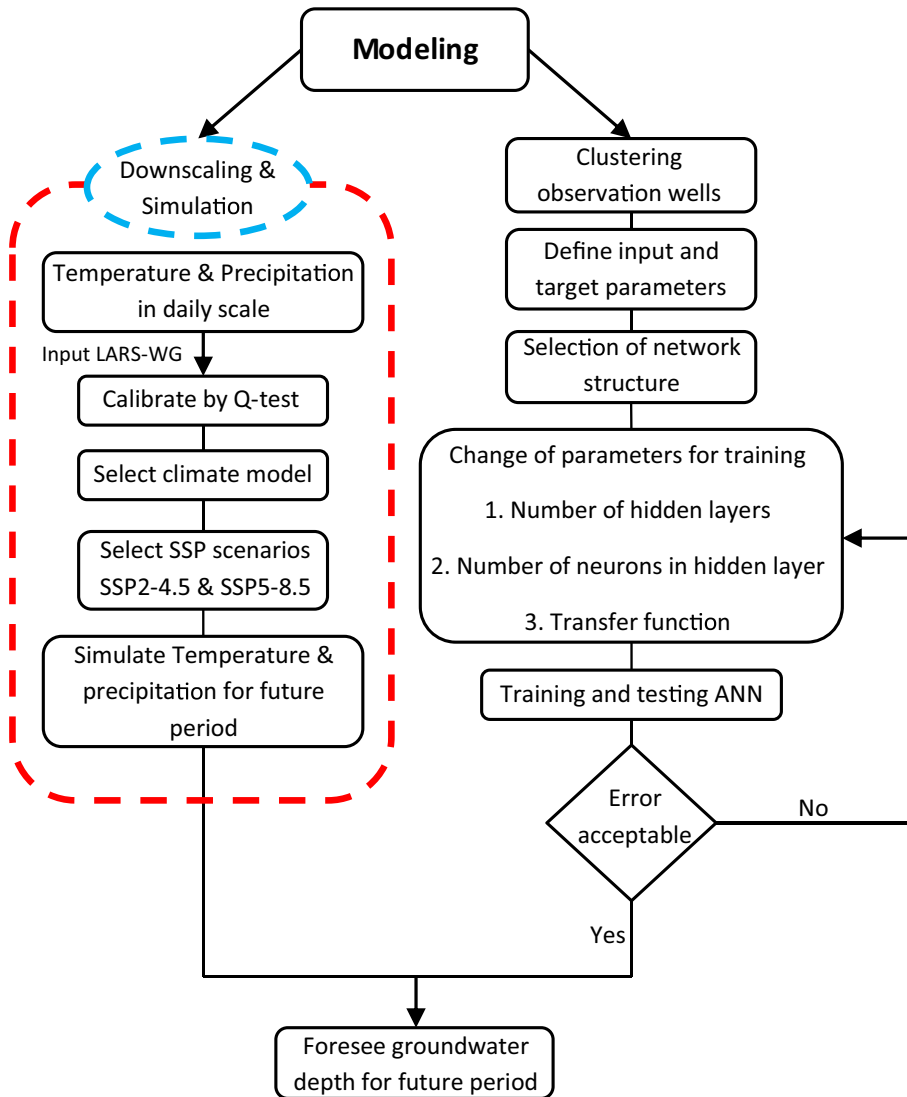 Modeling
Downscaling &
Simulation
Temperature & Precipitation
in daily scale
Input LARS-WG
Calibrate by Q-test
Select climate model
Select SSP scenarios
SSP2-4.5 & SSP5-8.5
Simulate Temperature &
precipitation for future
period
Clustering
observation wells
Define input and
target parameters
Selection of network
structure
Change of parameters for training
1. Number of hidden layers
2. Number of neurons in hidden layer
3. Transfer function
Training and testing ANN
Error
acceptable
No
Yes
Foresee groundwater
depth for future period